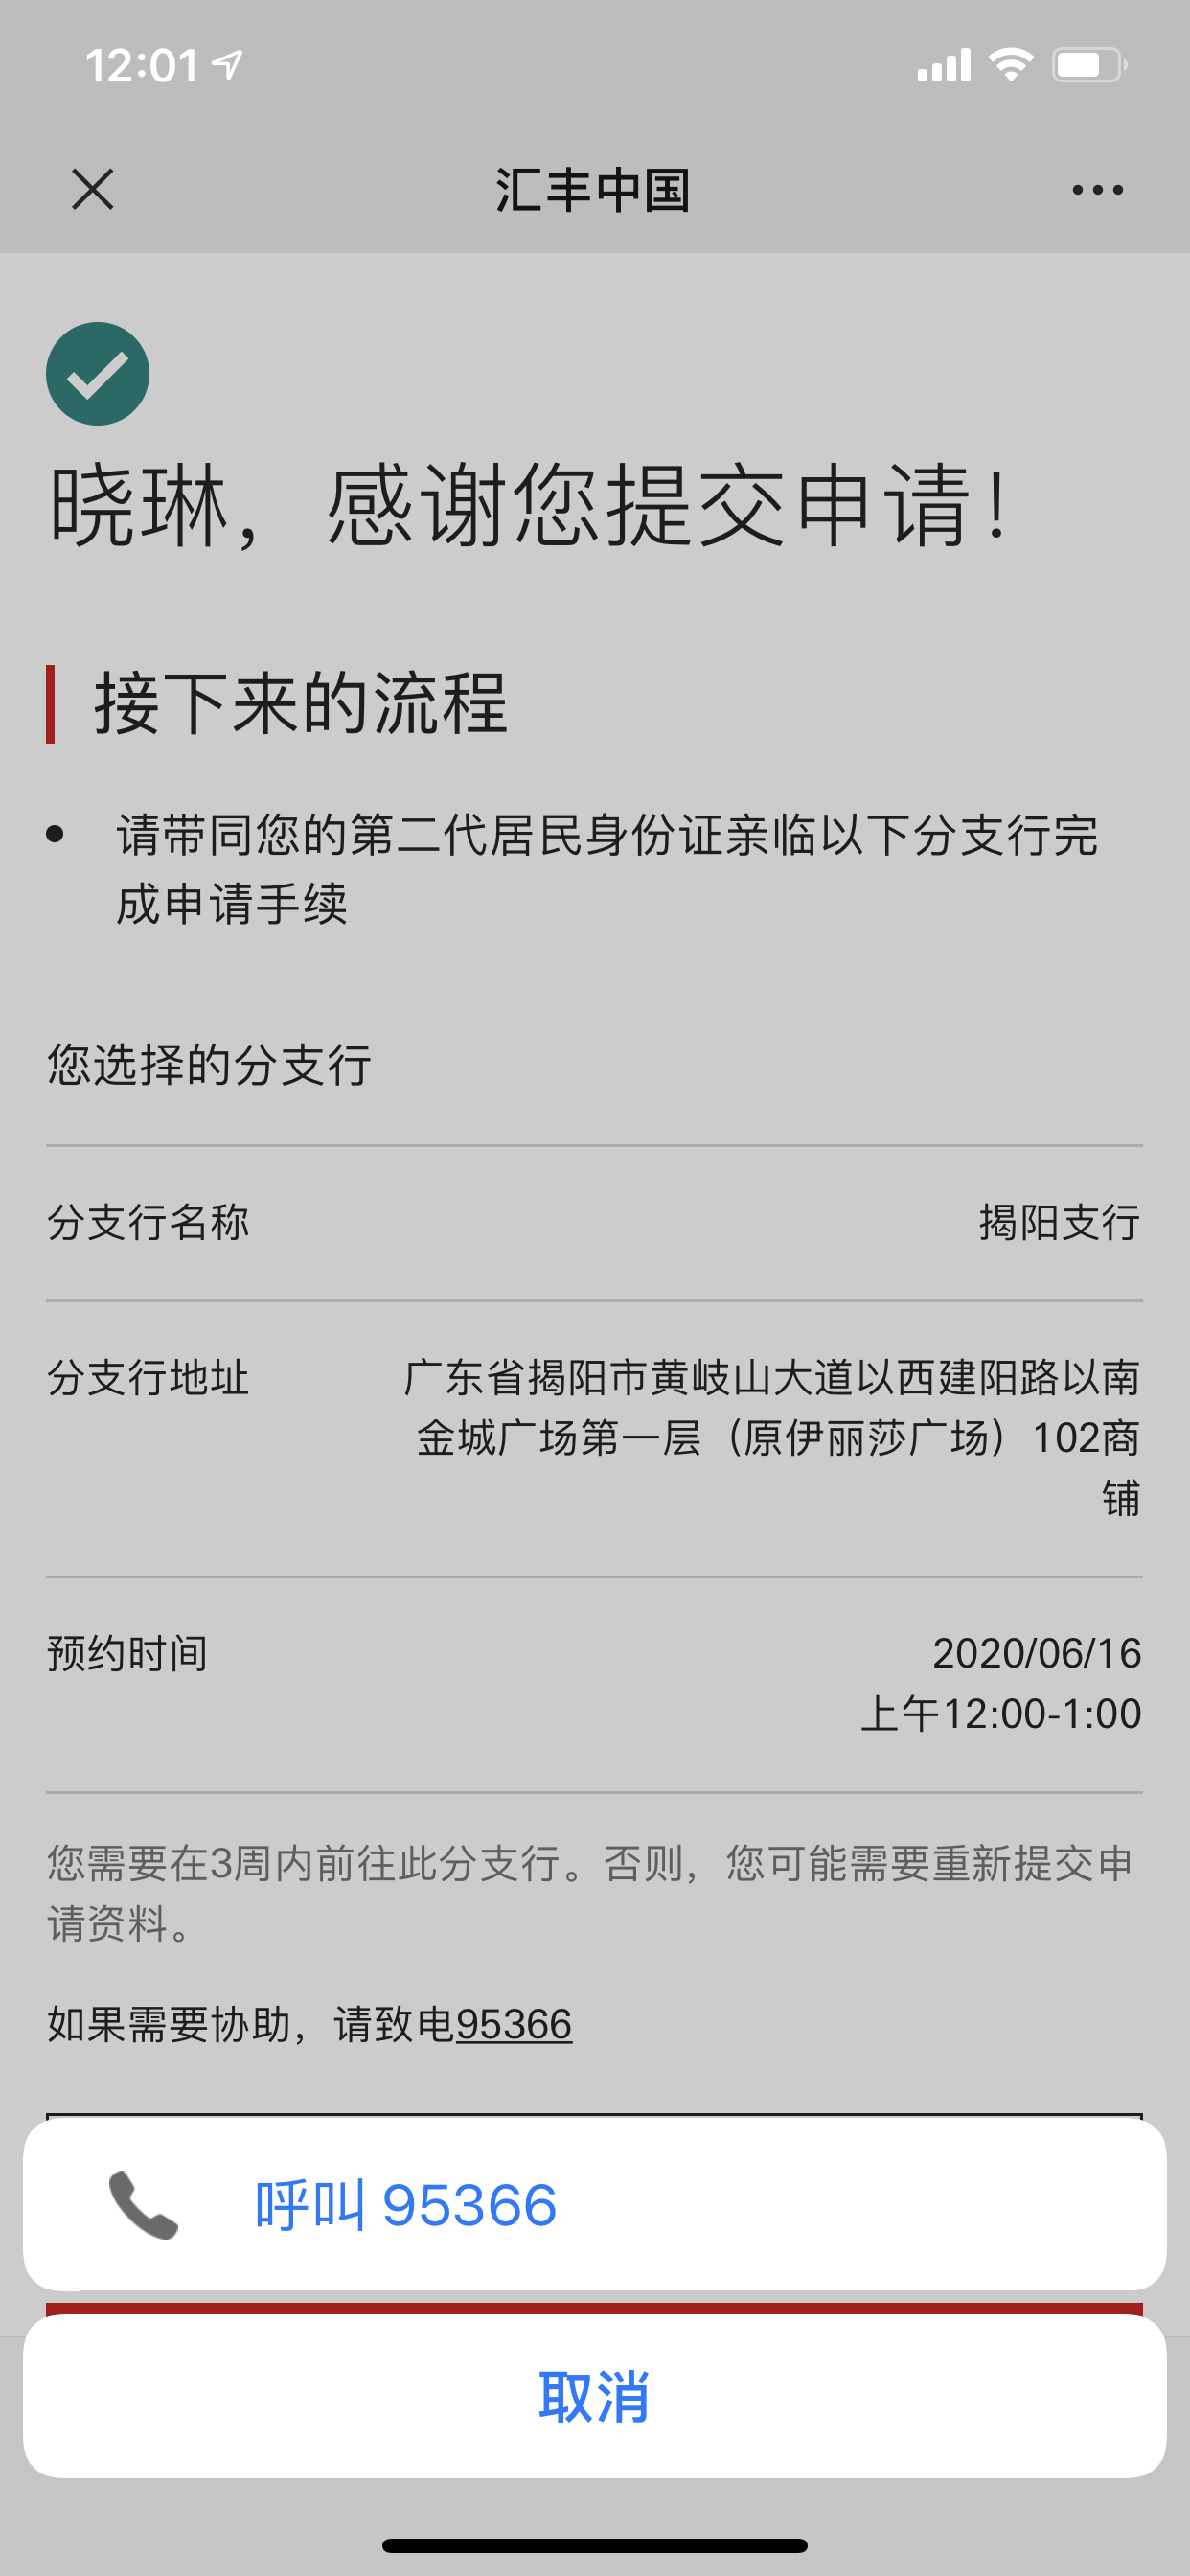 12:01
汇丰中国
晓琳，感谢您提交申请！
接下来的流程
请带同您的第二代居民身份证亲临以下分支行完
成申请手续
您选择的分支行
分支行名称 揭阳支行
分支行地址 广东省揭阳市黄岐山大道以西建阳路以南
金城广场第一层（原伊丽莎广场）102商
铺
预约时间 2020/06/16
上午12:00-1:00
您需要在3周内前往此分支行。否则，您可能需要重新提交申
请资料。
如果需要协助，请致电95366
呼叫 95366
取消